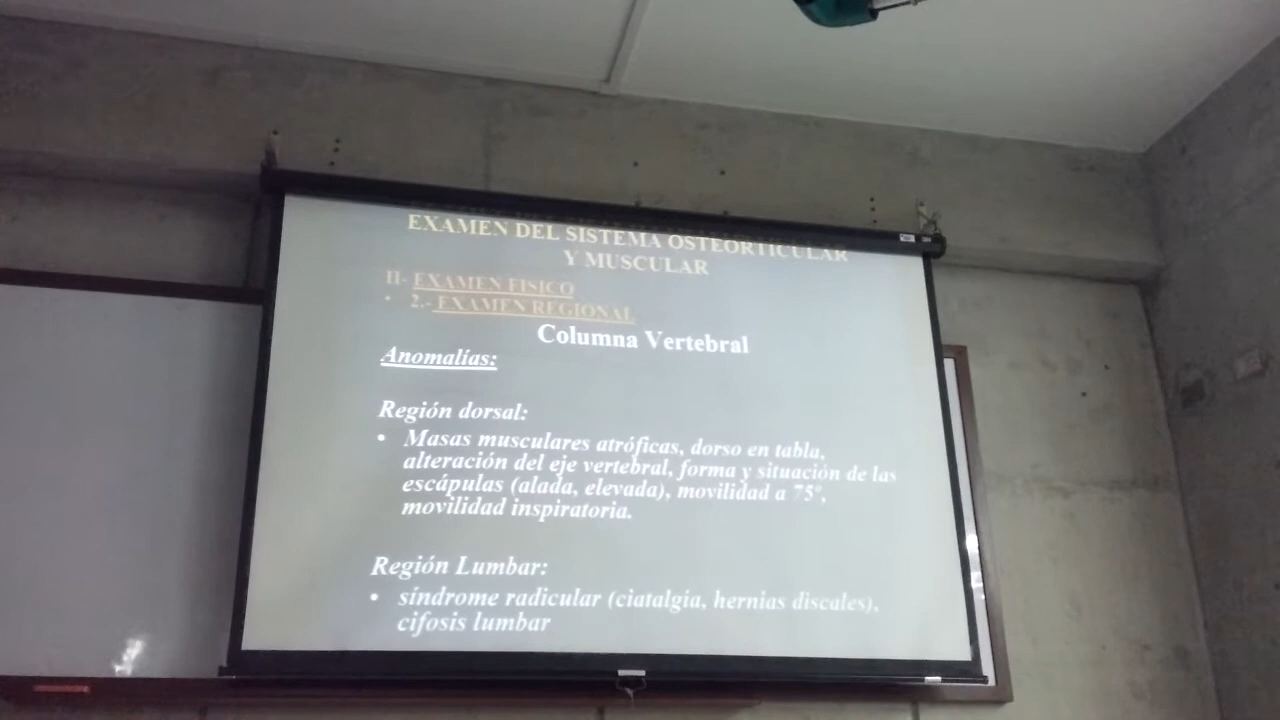 EXAMEN DEL SISTEMA OSTEORTICULAR
Y MUSCULAR
II- EXAMEN FISICO
• 2.- EXAMEN REGIONAL
Columna Vertebral
Anomalías:
Región dorsal:
• Masas musculares atróficas, dorso en tabla,
alteración del eje vertebral, forma y situación de las
escápulas (alada, elevada), movilidad a 75º,
movilidad inspiratoria.
Región Lumbar:
• síndrome radicular (ciatalgia, hernias discales),
cifosis lumbar